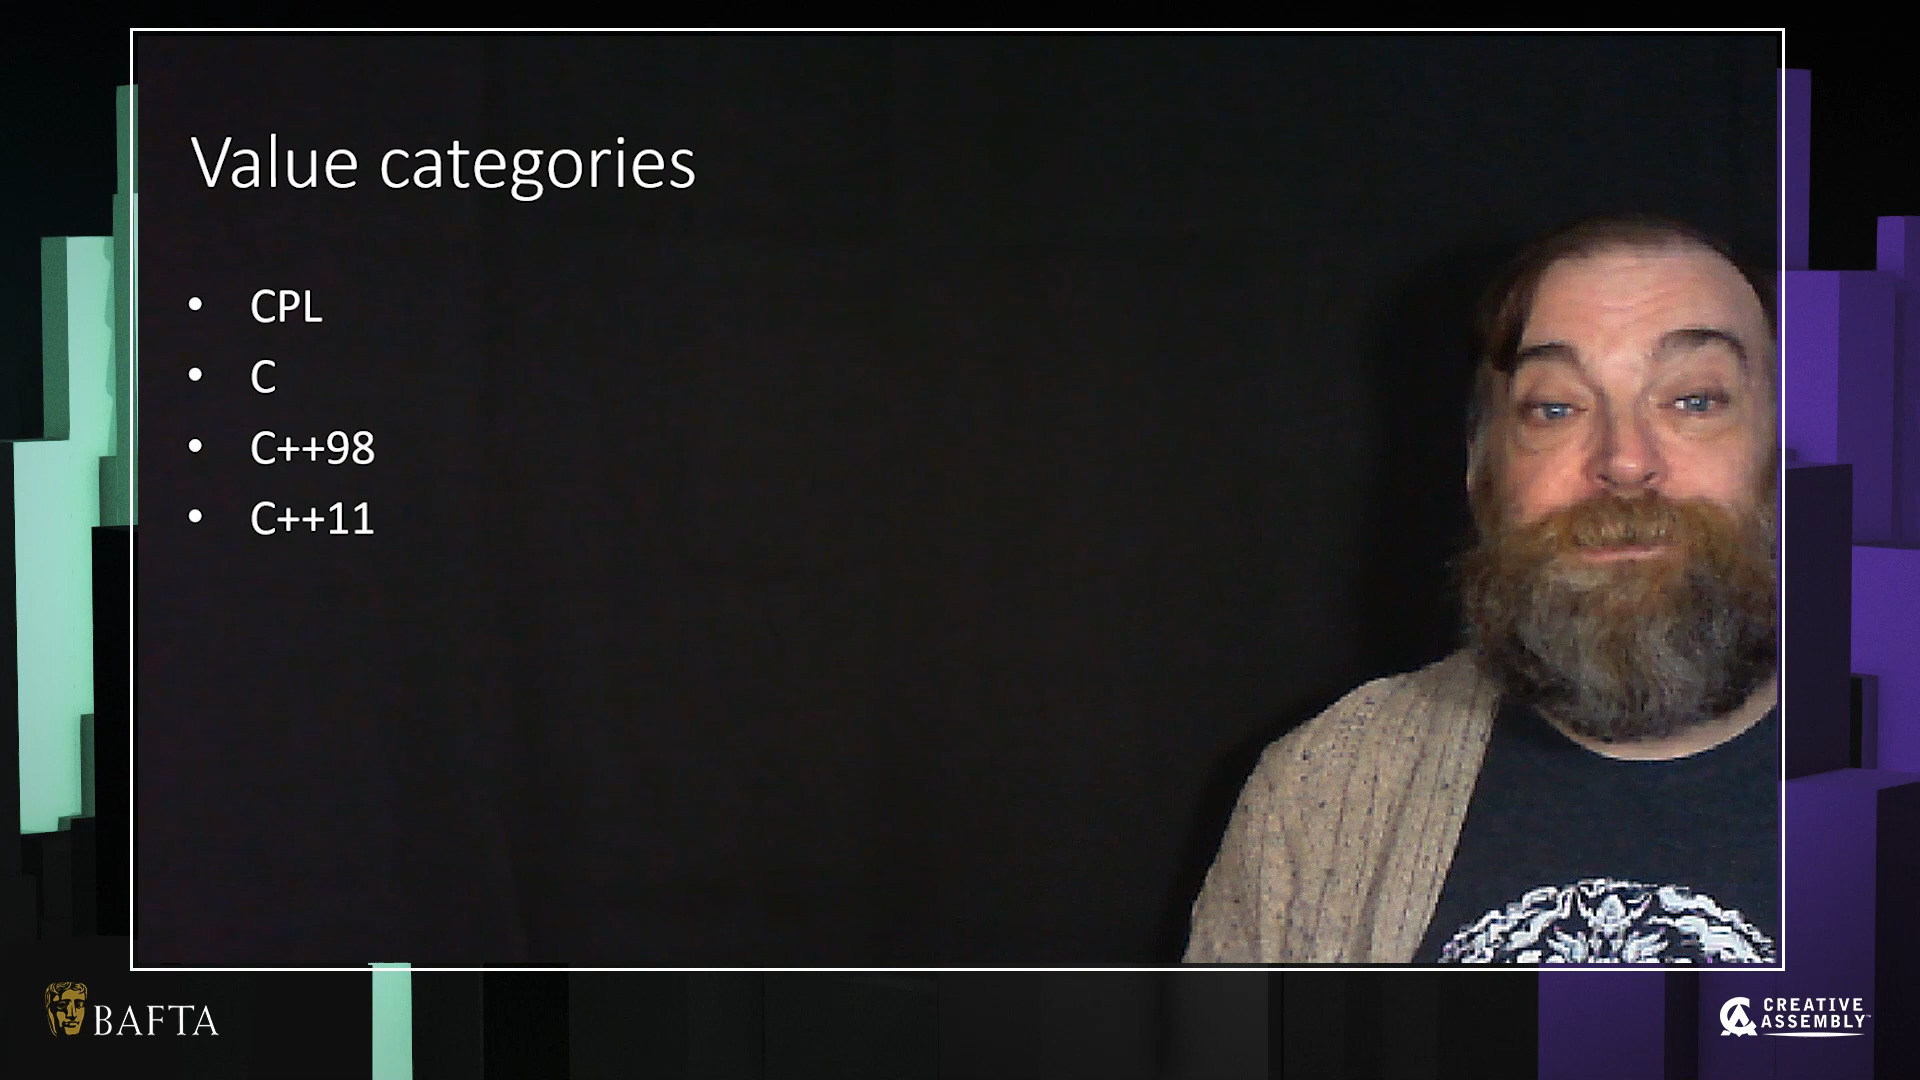 Value categories
• CPL
• C
• C++98
• C++11
BAFTA
CREATIVE
ASSEMBLY